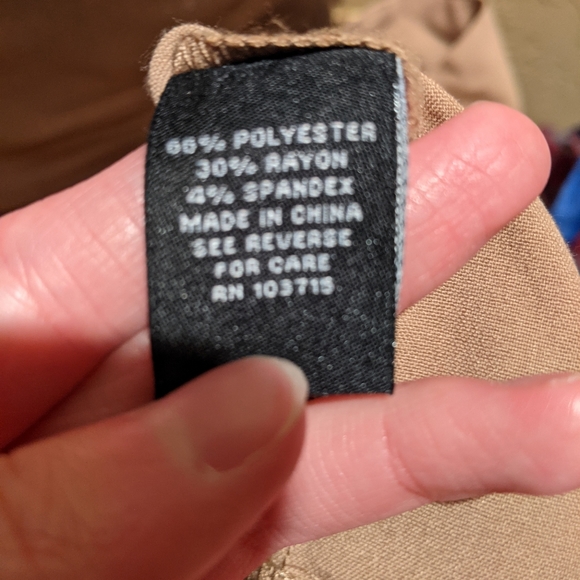 66% POLYESTER
30% RAYON
4% SPANDEX
MADE IN CHINA
SEE REVERSE
FOR CARE
RN 103715